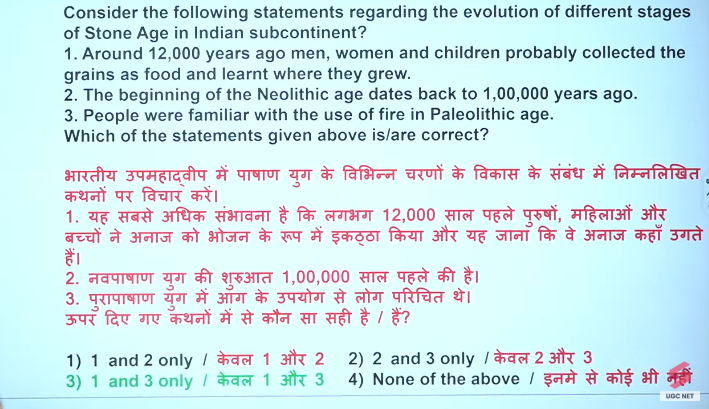 Consider the following statements regarding the evolution of different stages
of Stone Age in Indian subcontinent?
1. Around 12,000 years ago men, women and children probably collected the
grains as food and learnt where they grew.
2. The beginning of the Neolithic age dates back to 1,00,000 years ago.
3. People were familiar with the use of fire in Paleolithic age.
Which of the statements given above is/are correct?
भारतीय उपमहाद्वीप में पाषाण युग के विभिन्न चरणों के विकास के संबंध में निम्नलिखित
कथनों पर विचार करें।
1. यह सबसे अधिक संभावना है कि लगभग 12,000 साल पहले पुरुषों, महिलाओं और
बच्चों ने अनाज को भोजन के रूप में इकठ्ठा किया और यह जाना कि वे अनाज कहाँ उगते
हैं।
2. नवपाषाण युग की शुरुआत 1,00,000 साल पहले की है।
3. पुरापाषाण युग में आग के उपयोग से लोग परिचित थे।
ऊपर दिए गए कथनों में से कौन सा सही है / हैं?
1) 1 and 2 only / केवल 1 और 2 2) 2 and 3 only / केवल 2 और 3
3) 1 and 3 only / केवल 1 और 3 4) None of the above / इनमे से कोई भी नहीं
UGC NET